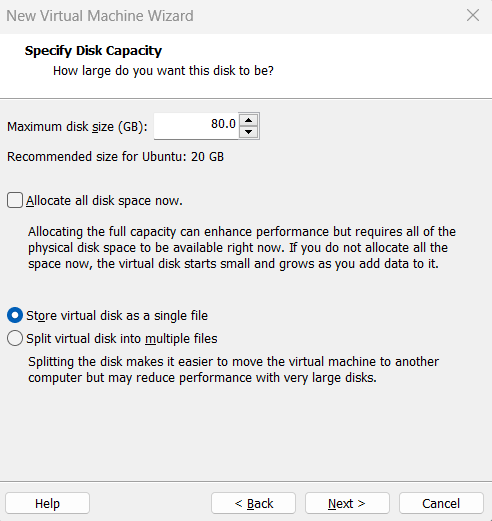 New Virtual Machine Wizard
Specify Disk Capacity
How large do you want this disk to be?
Maximum disk size (GB): 80.0
Recommended size for Ubuntu: 20 GB
Allocate all disk space now.
Allocating the full capacity can enhance performance but requires all of the
physical disk space to be available right now. If you do not allocate all the
space now, the virtual disk starts small and grows as you add data to it.
Store virtual disk as a single file
Split virtual disk into multiple files
Splitting the disk makes it easier to move the virtual machine to another
computer but may reduce performance with very large disks.
Help < Back Next > Cancel